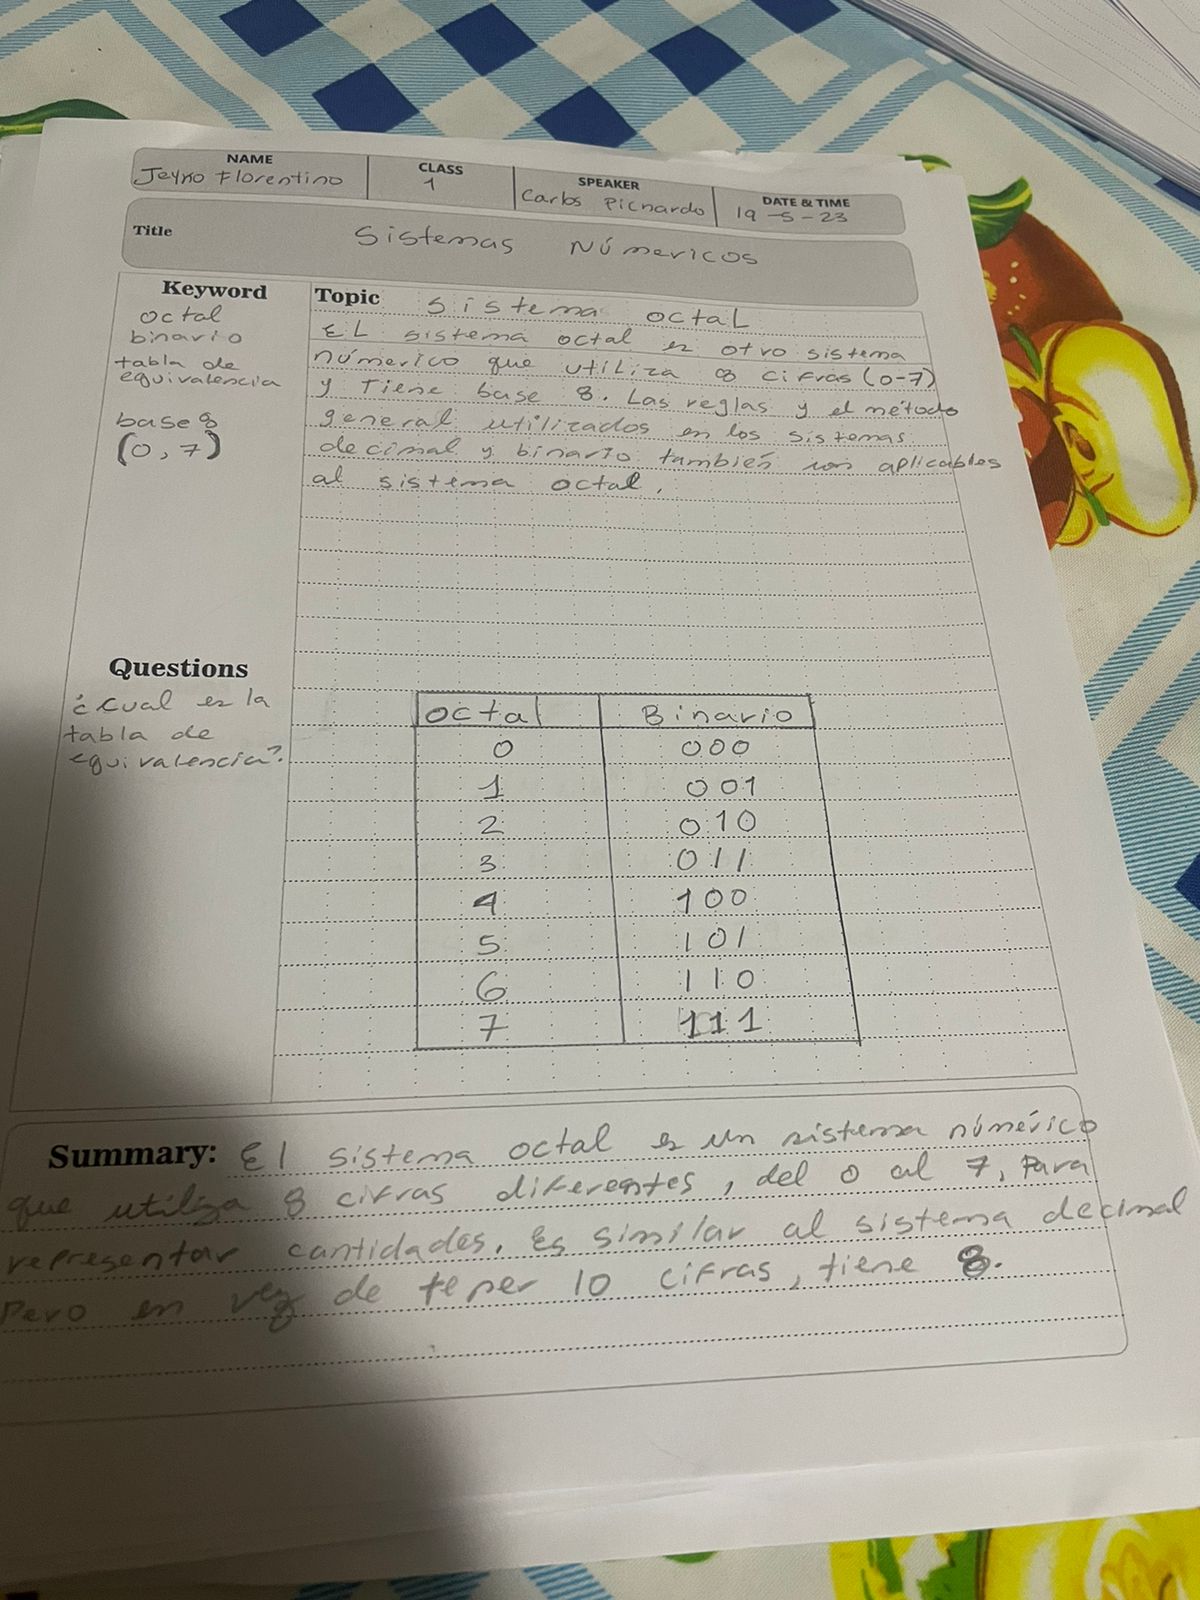 NAME
Jeyko Florentino
CLASS
1
SPEAKER
Carlos Picnardo
DATE & TIME
19-5-23
Title
Sistemas Númericos
Keyword
octal
binario
tabla de
equivalencia
base 8
(0,7)
Topic
Sistema octal
EL sistema octal es otro sistema
númerico que utiliza 8 cifras (0-7)
y Tiene base 8. Las reglas y el método
general utilizados en los sistemas
decimal y binario también son aplicables
al sistema octal.
Questions
¿Cual es la
tabla de
equivalencia?
Octal Binario
0 000
1 001
2 010
3 011
4 100
5 101
6 110
7 111
Summary: El sistema octal es un sistema númérico
que utiliza 8 cifras diferentes, del 0 al 7, Para
representar cantidades. Es similar al sistema decimal
Pero en vez de tener 10 cifras, tiene 8.